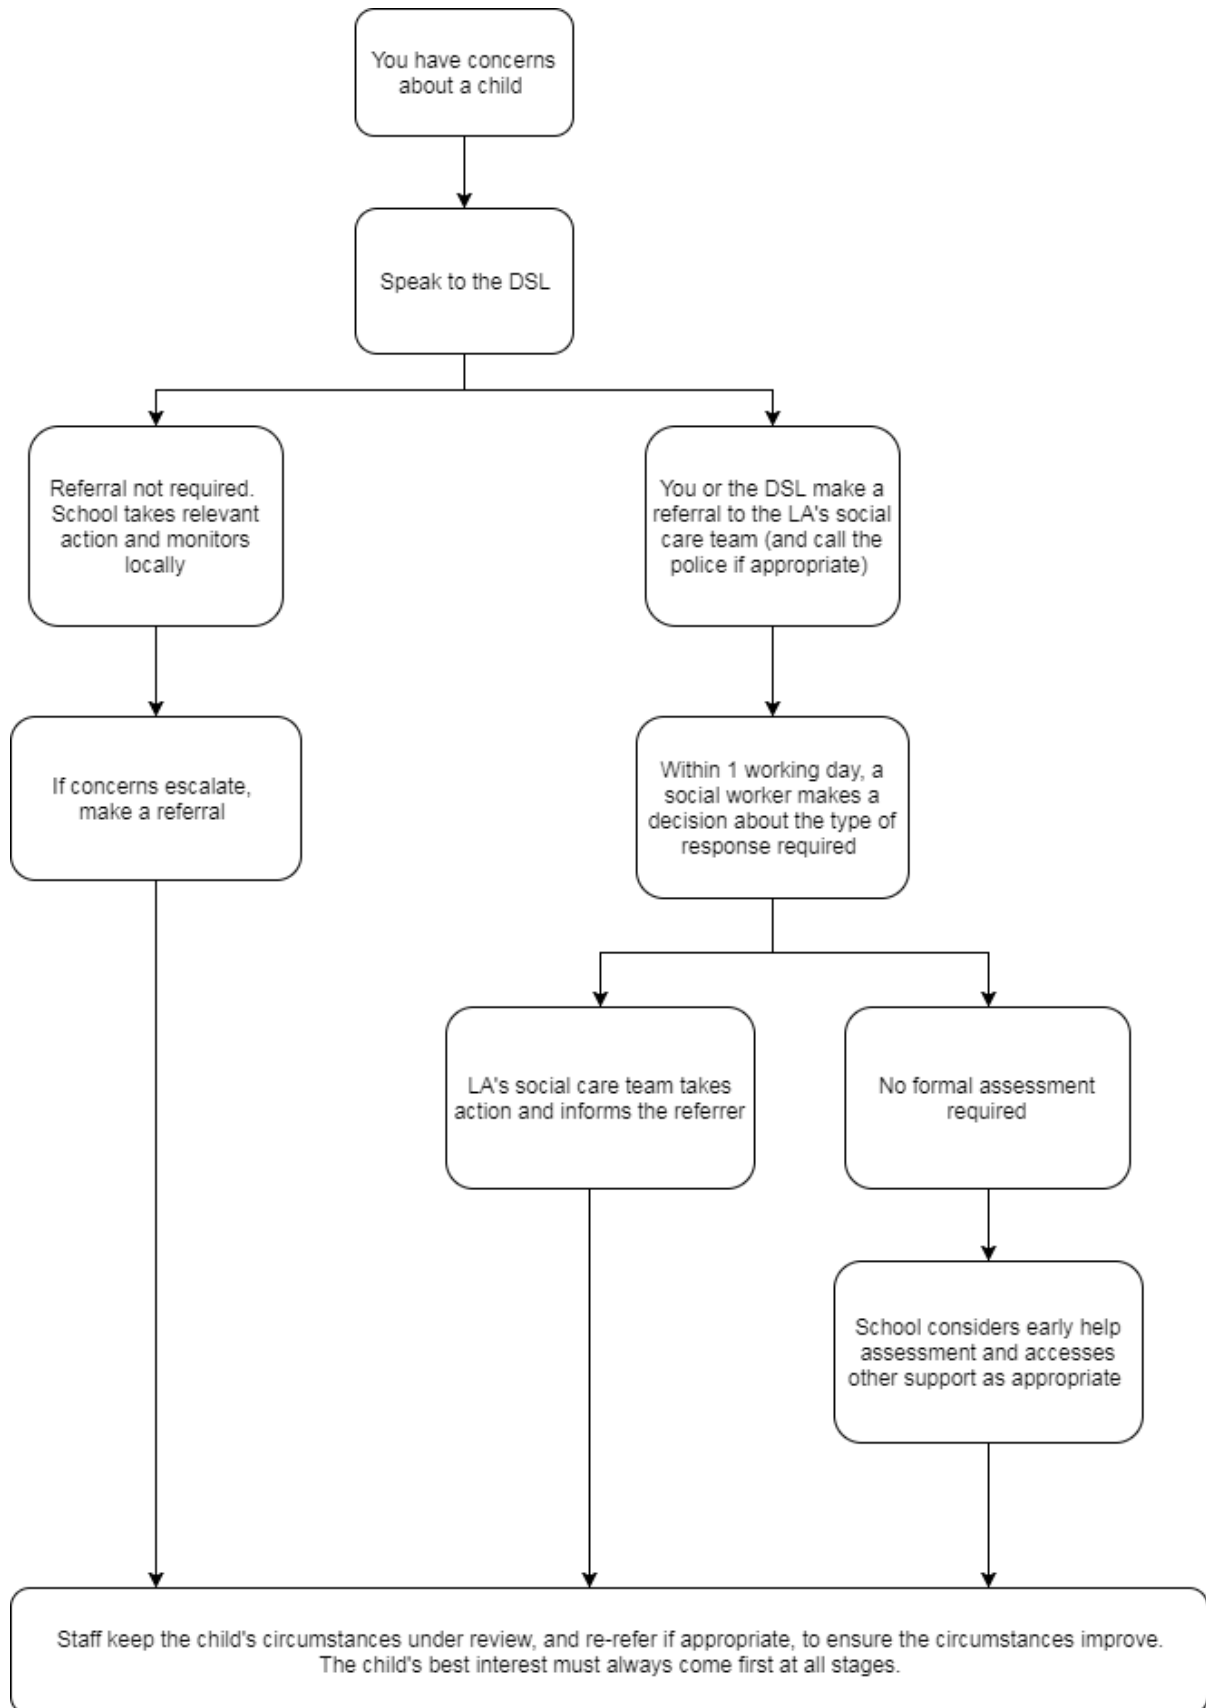 You have concerns
about a child
Speak to the DSL
Referral not required.
School takes relevant
action and monitors
locally
You or the DSL make a
referral to the LA's social
care team (and call the
police if appropriate)
If concerns escalate,
make a referral
Within 1 working day, a
social worker makes a
decision about the type of
response required
LA's social care team takes
action and informs the referrer
No formal assessment
required
School considers early help
assessment and accesses
other support as appropriate
Staff keep the child's circumstances under review, and re-refer if appropriate, to ensure the circumstances improve.
The child's best interest must always come first at all stages.